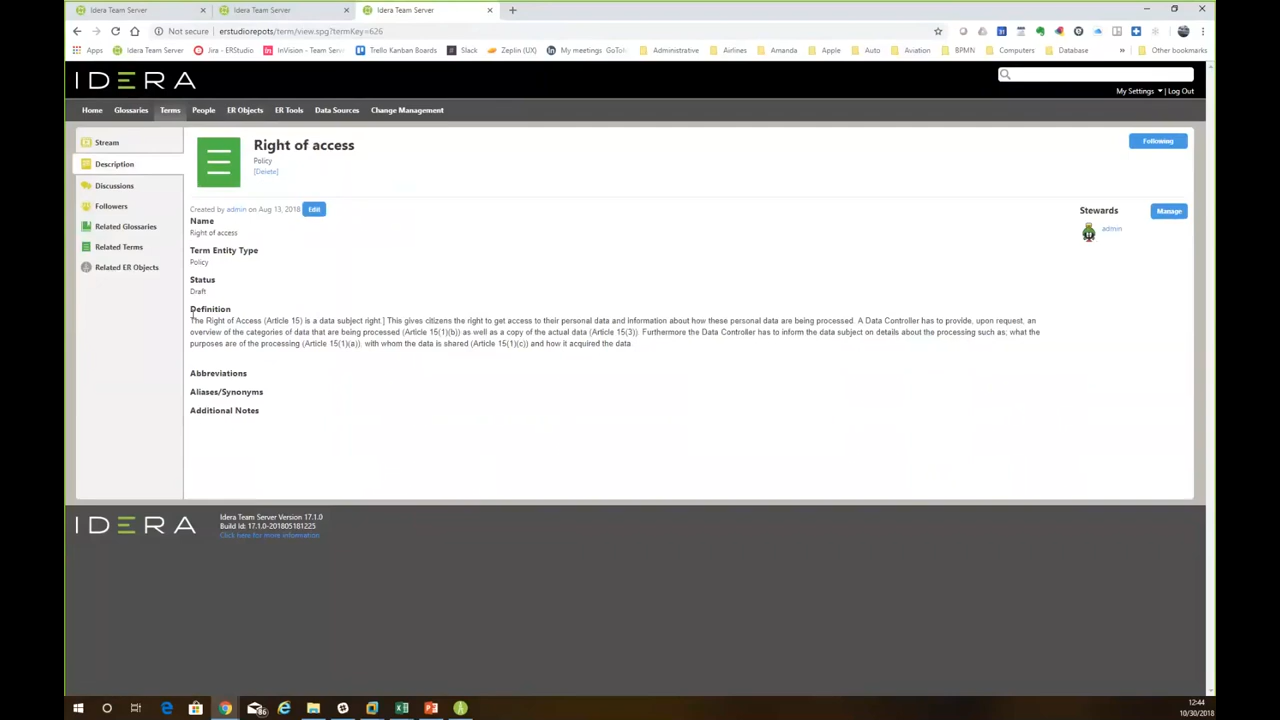 Idera Team Server
Idera Team Server
Idera Team Server
Not secure erstudiorepots/term/view.spg?termKey=626
Apps Idera Team Server Jira - ERStudio InVision - Team Serv Trello Kanban Boards Slack Zeplin (UX) My meetings GoTo Administrative Airlines Amanda Apple Auto Aviation BPMN Computers Database » Other bookmarks
IDERA
My Settings | Log Out
Home Glossaries Terms People ER Objects ER Tools Data Sources Change Management
Stream
Description
Discussions
Followers
Related Glossaries
Related Terms
Related ER Objects
Right of access
Policy
[Delete]
Following
Created by admin on Aug 13, 2018 Edit
Stewards Manage
admin
Name
Right of access
Term Entity Type
Policy
Status
Draft
Definition
The Right of Access (Article 15) is a data subject right.] This gives citizens the right to get access to their personal data and information about how these personal data are being processed. A Data Controller has to provide, upon request, an
overview of the categories of data that are being processed (Article 15(1)(b)) as well as a copy of the actual data (Article 15(3)). Furthermore the Data Controller has to inform the data subject on details about the processing such as; what the
purposes are of the processing (Article 15(1)(a)), with whom the data is shared (Article 15(1)(c)) and how it acquired the data
Abbreviations
Aliases/Synonyms
Additional Notes
IDERA
Idera Team Server Version 17.1.0
Build Id: 17.1.0-201805181225
Click here for more information
86
12:44
10/30/2018